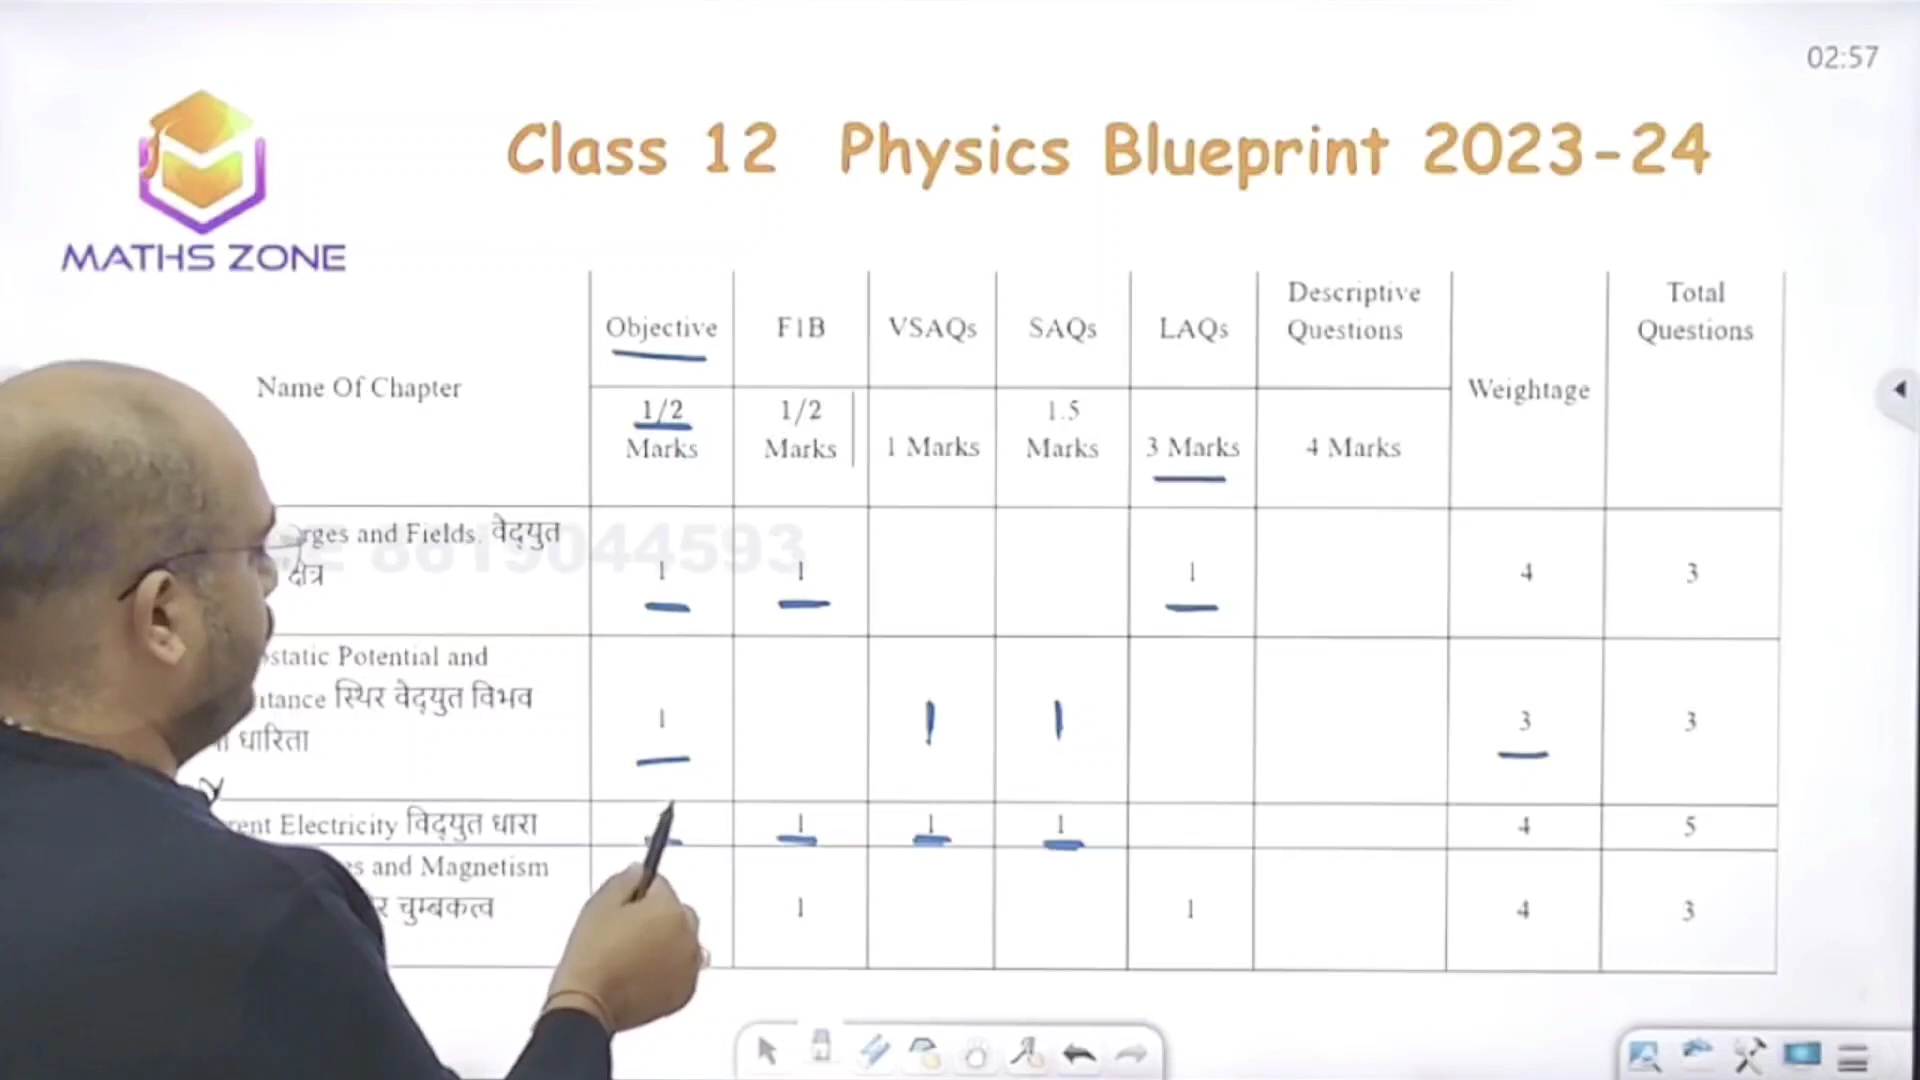 02:57
Class 12 Physics Blueprint 2023-24
MATHS ZONE
Name Of Chapter
Objective
FIB
VSAQs
SAQs
LAQs
Descriptive
Questions
Weightage
Total
Questions
1/2
Marks
1/2
Marks
1 Marks
1.5
Marks
3 Marks
4 Marks
rges and Fields. वेद्युत
क्षेत्र
1 1 1 4 3
8619044593
static Potential and
itance स्थिर वेद्युत विभव
धारिता
1 1 1 3 3
rent Electricity विद्युत धारा
1 1 1 4 5
s and Magnetism
र चुम्बकत्व
1 1 4 3